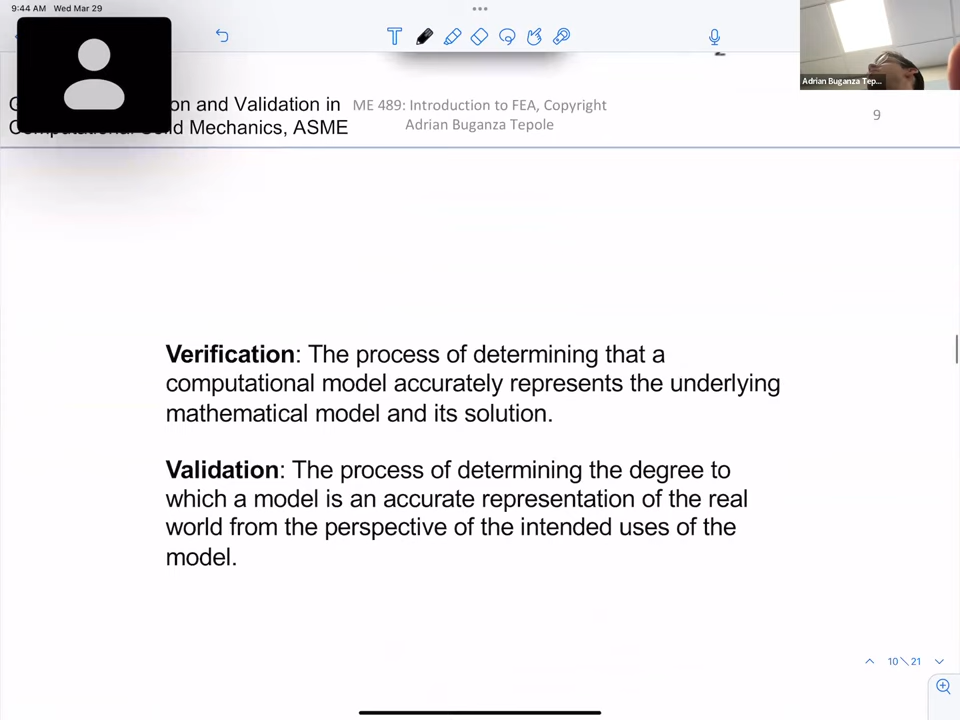 9:44 AM Wed Mar 29
Adrian Buganza Tep...
on and Validation in
Mechanics, ASME
ME 489: Introduction to FEA, Copyright
Adrian Buganza Tepole
9
Verification: The process of determining that a
computational model accurately represents the underlying
mathematical model and its solution.
Validation: The process of determining the degree to
which a model is an accurate representation of the real
world from the perspective of the intended uses of the
model.
10\21